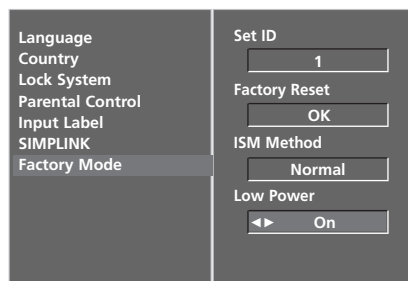 Language
Country
Lock System
Parental Control
Input Label
SIMPLINK
Factory Mode
Set ID
1
Factory Reset
OK
ISM Method
Normal
Low Power
◄► On